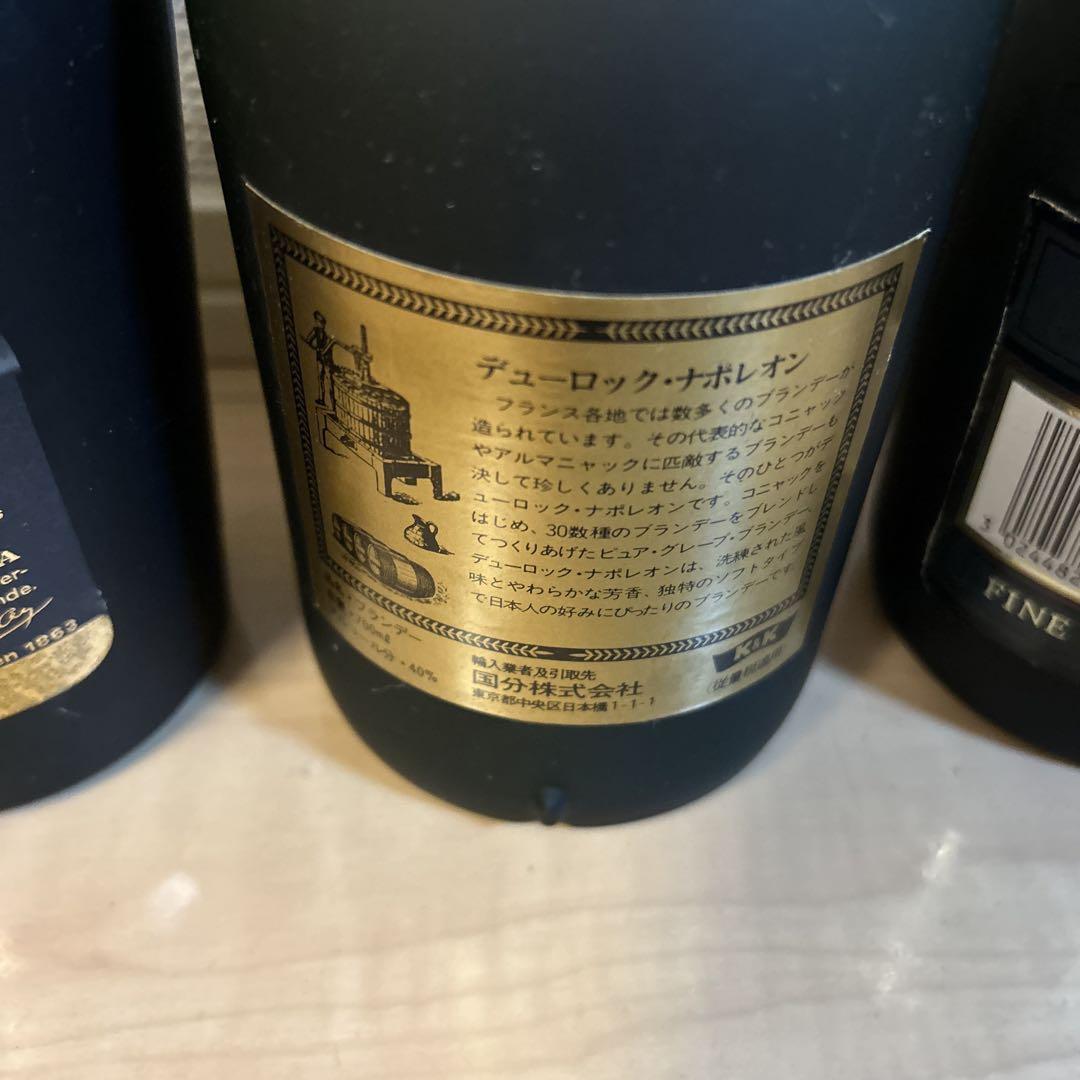 デューロック・ナポレオン
フランス各地では数多くのブランデーが
造られています。その代表的なコニャック
やアルマニャックに匹敵するブランデーも
決して珍しくありません。そのひとつがデ
ューロック・ナポレオンです。コニャックを
はじめ、30数種のブランデーをブレンドし
てつくりあげたピュア・グレープ・ブランデー、
デューロック・ナポレオンは、洗練された風
味とやわらかな芳香、独特のソフトタイプ
で日本人の好みにぴったりのブランデーです。
ブランデー
700ml
・40%
輸入業者及引取先
国分株式会社
東京都中央区日本橋1-1-1
K&K
(従量税適用)
A
er-
nde.
en 1863
3
FINE